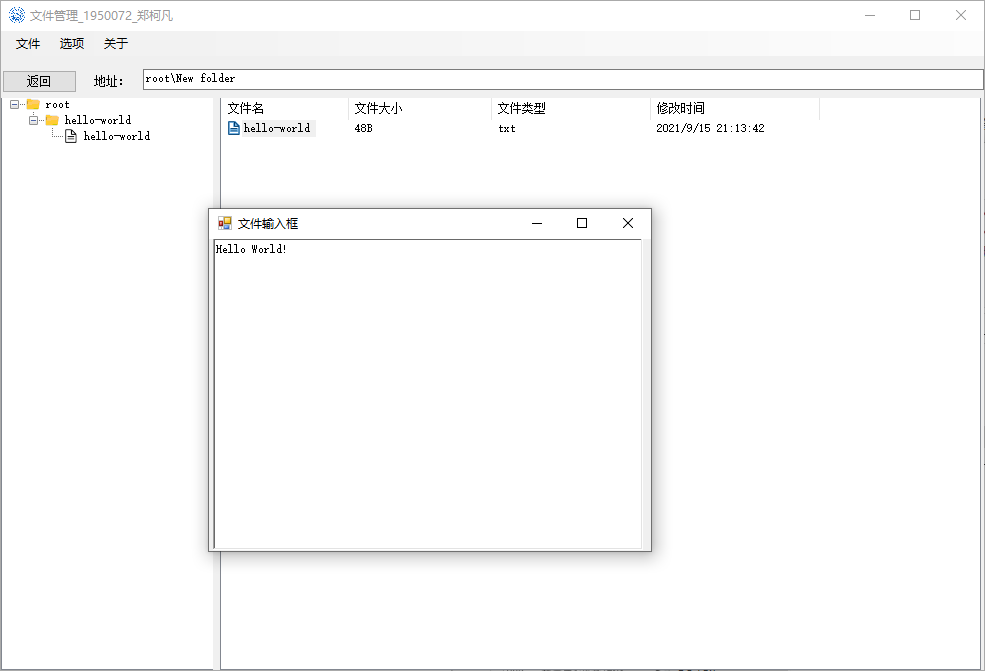 文件管理_1950072_郑柯凡
文件 选项 关于
返回 地址： root\New folder
root
hello-world
hello-world
文件名 文件大小 文件类型 修改时间
hello-world 48B txt 2021/9/15 21:13:42
文件输入框
Hello World!